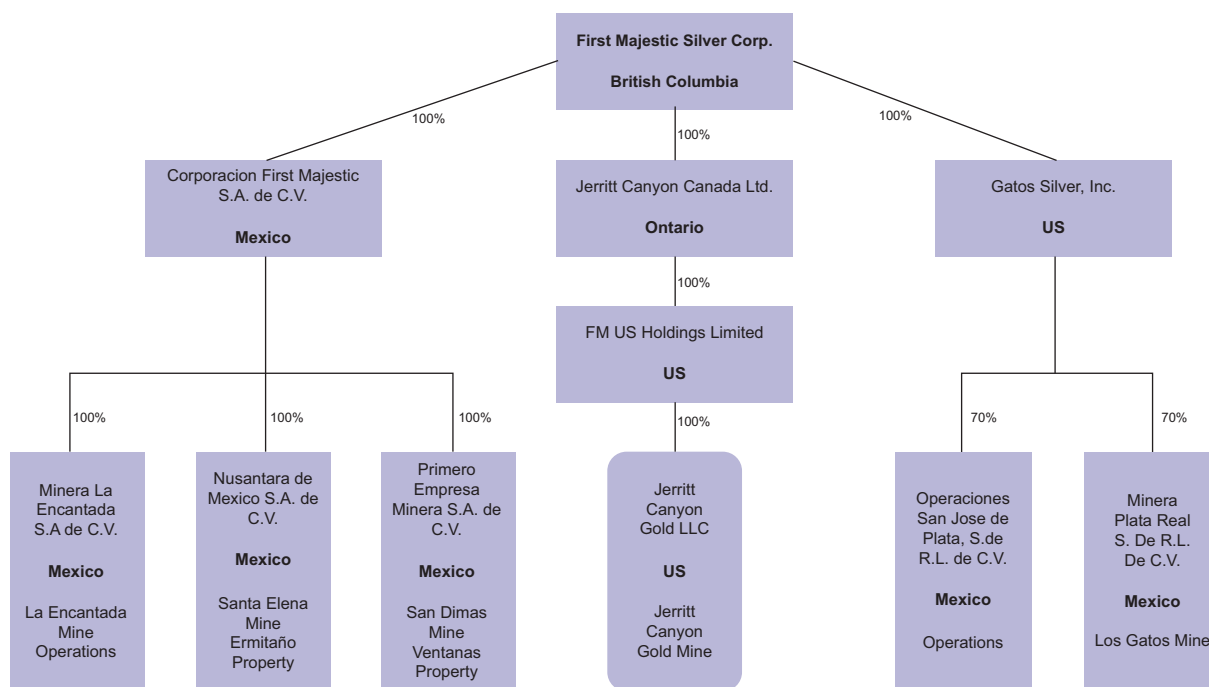 First Majestic Silver Corp.
British Columbia
100%
100%
100%
Corporacion First Majestic
S.A. de C.V.
Mexico
Jerritt Canyon Canada Ltd.
Ontario
Gatos Silver, Inc.
US
100%
FM US Holdings Limited
US
100%
100%
100%
100%
70%
70%
Minera La
Encantada
S.A de C.V.
Mexico
La Encantada
Mine
Operations
Nusantara de
Mexico S.A. de
C.V.
Mexico
Santa Elena
Mine
Ermitaño
Property
Primero
Empresa
Minera S.A. de
C.V.
Mexico
San Dimas
Mine
Ventanas
Property
Jerritt
Canyon
Gold LLC
US
Jerritt
Canyon
Gold Mine
Operaciones
San Jose de
Plata, S.de
R.L. de C.V.
Mexico
Operations
Minera
Plata Real
S. De R.L.
De C.V.
Mexico
Los Gatos Mine